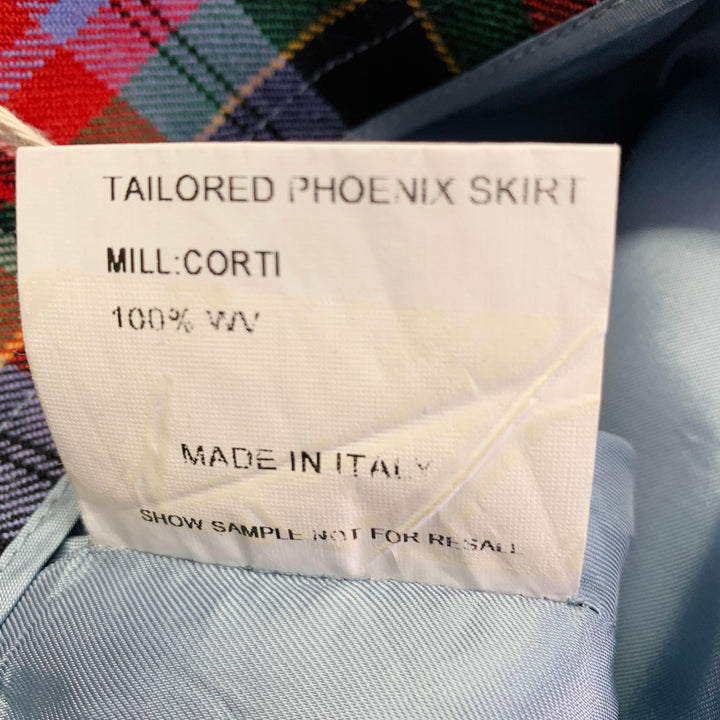 TAILORED PHOENIX SKIRT
MILL:CORTI
100% WV
MADE IN ITALY
SHOW SAMPLE NOT FOR RESALE